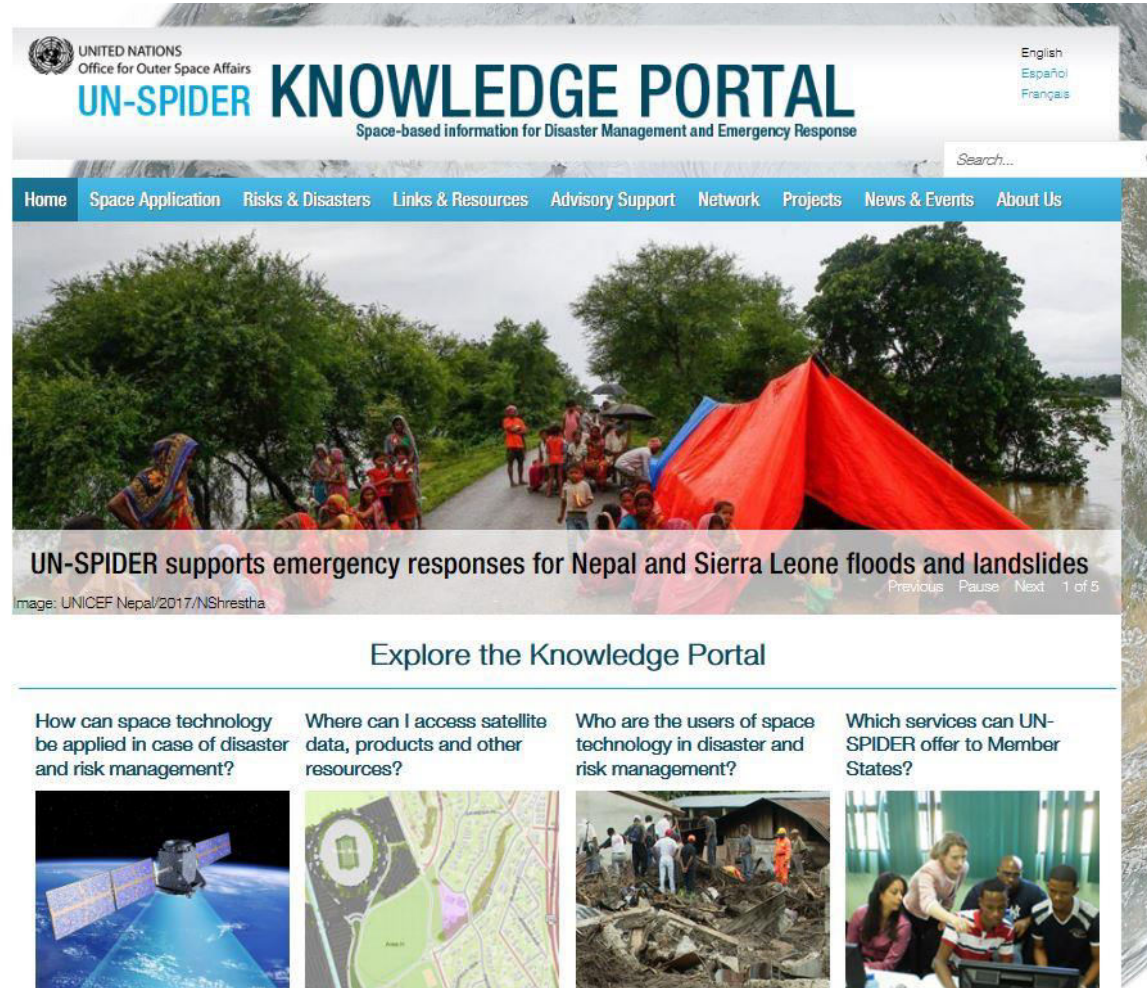 UNITED NATIONS
Office for Outer Space Affairs
UN-SPIDER
KNOWLEDGE PORTAL
Space-based information for Disaster Management and Emergency Response
English
Español
Français
Search...
Home Space Application Risks & Disasters Links & Resources Advisory Support Network Projects News & Events About Us
UN-SPIDER supports emergency responses for Nepal and Sierra Leone floods and landslides
Previous Pause Next 1 of 5
Image: UNICEF Nepal/2017/NShrestha
Explore the Knowledge Portal
How can space technology
be applied in case of disaster
and risk management?
Where can I access satellite
data, products and other
resources?
Who are the users of space
technology in disaster and
risk management?
Which services can UN-
SPIDER offer to Member
States?